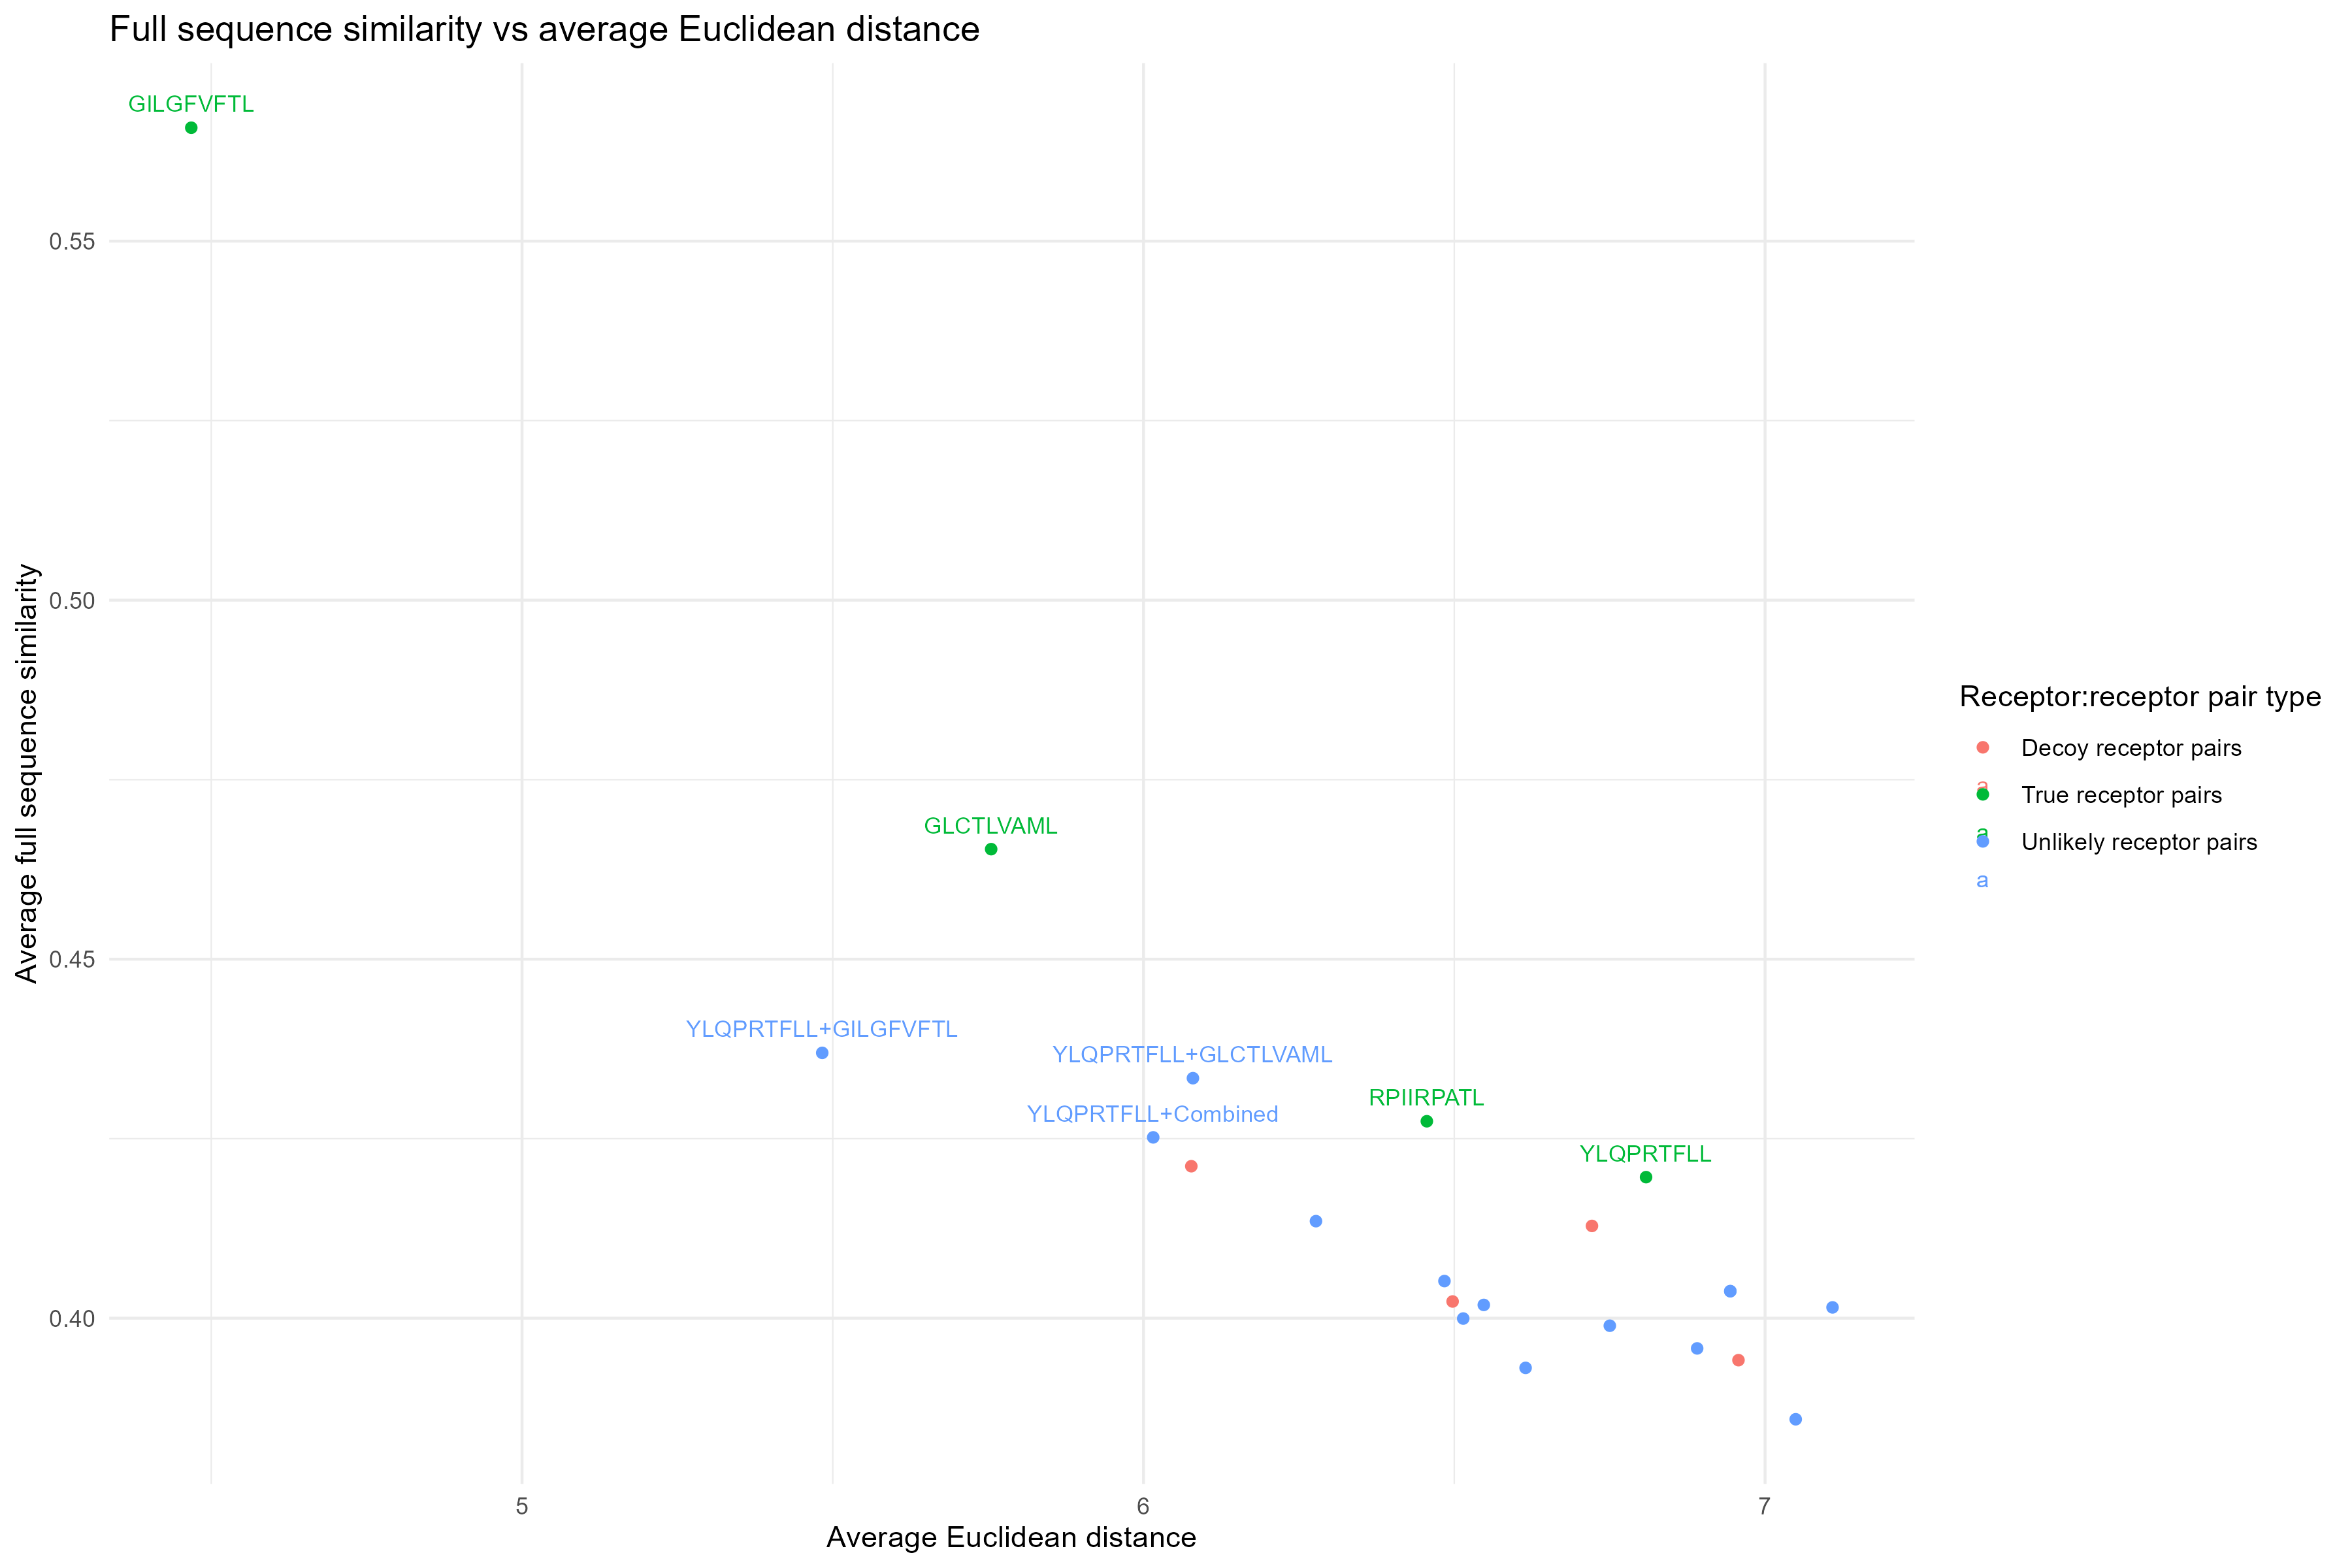 Full sequence similarity vs average Euclidean distance
GILGFVFTL
0.55
0.50
GLCTLVAML
0.45
YLQPRTFLL+GILGFVFTL
YLQPRTFLL+GLCTLVAML
RPIIRPATL
YLQPRTFLL+Combined
YLQPRTFLL
0.40
5
6
7
Average Euclidean distance
Average full sequence similarity
Receptor:receptor pair type
Decoy receptor pairs
a
True receptor pairs
a
Unlikely receptor pairs
a